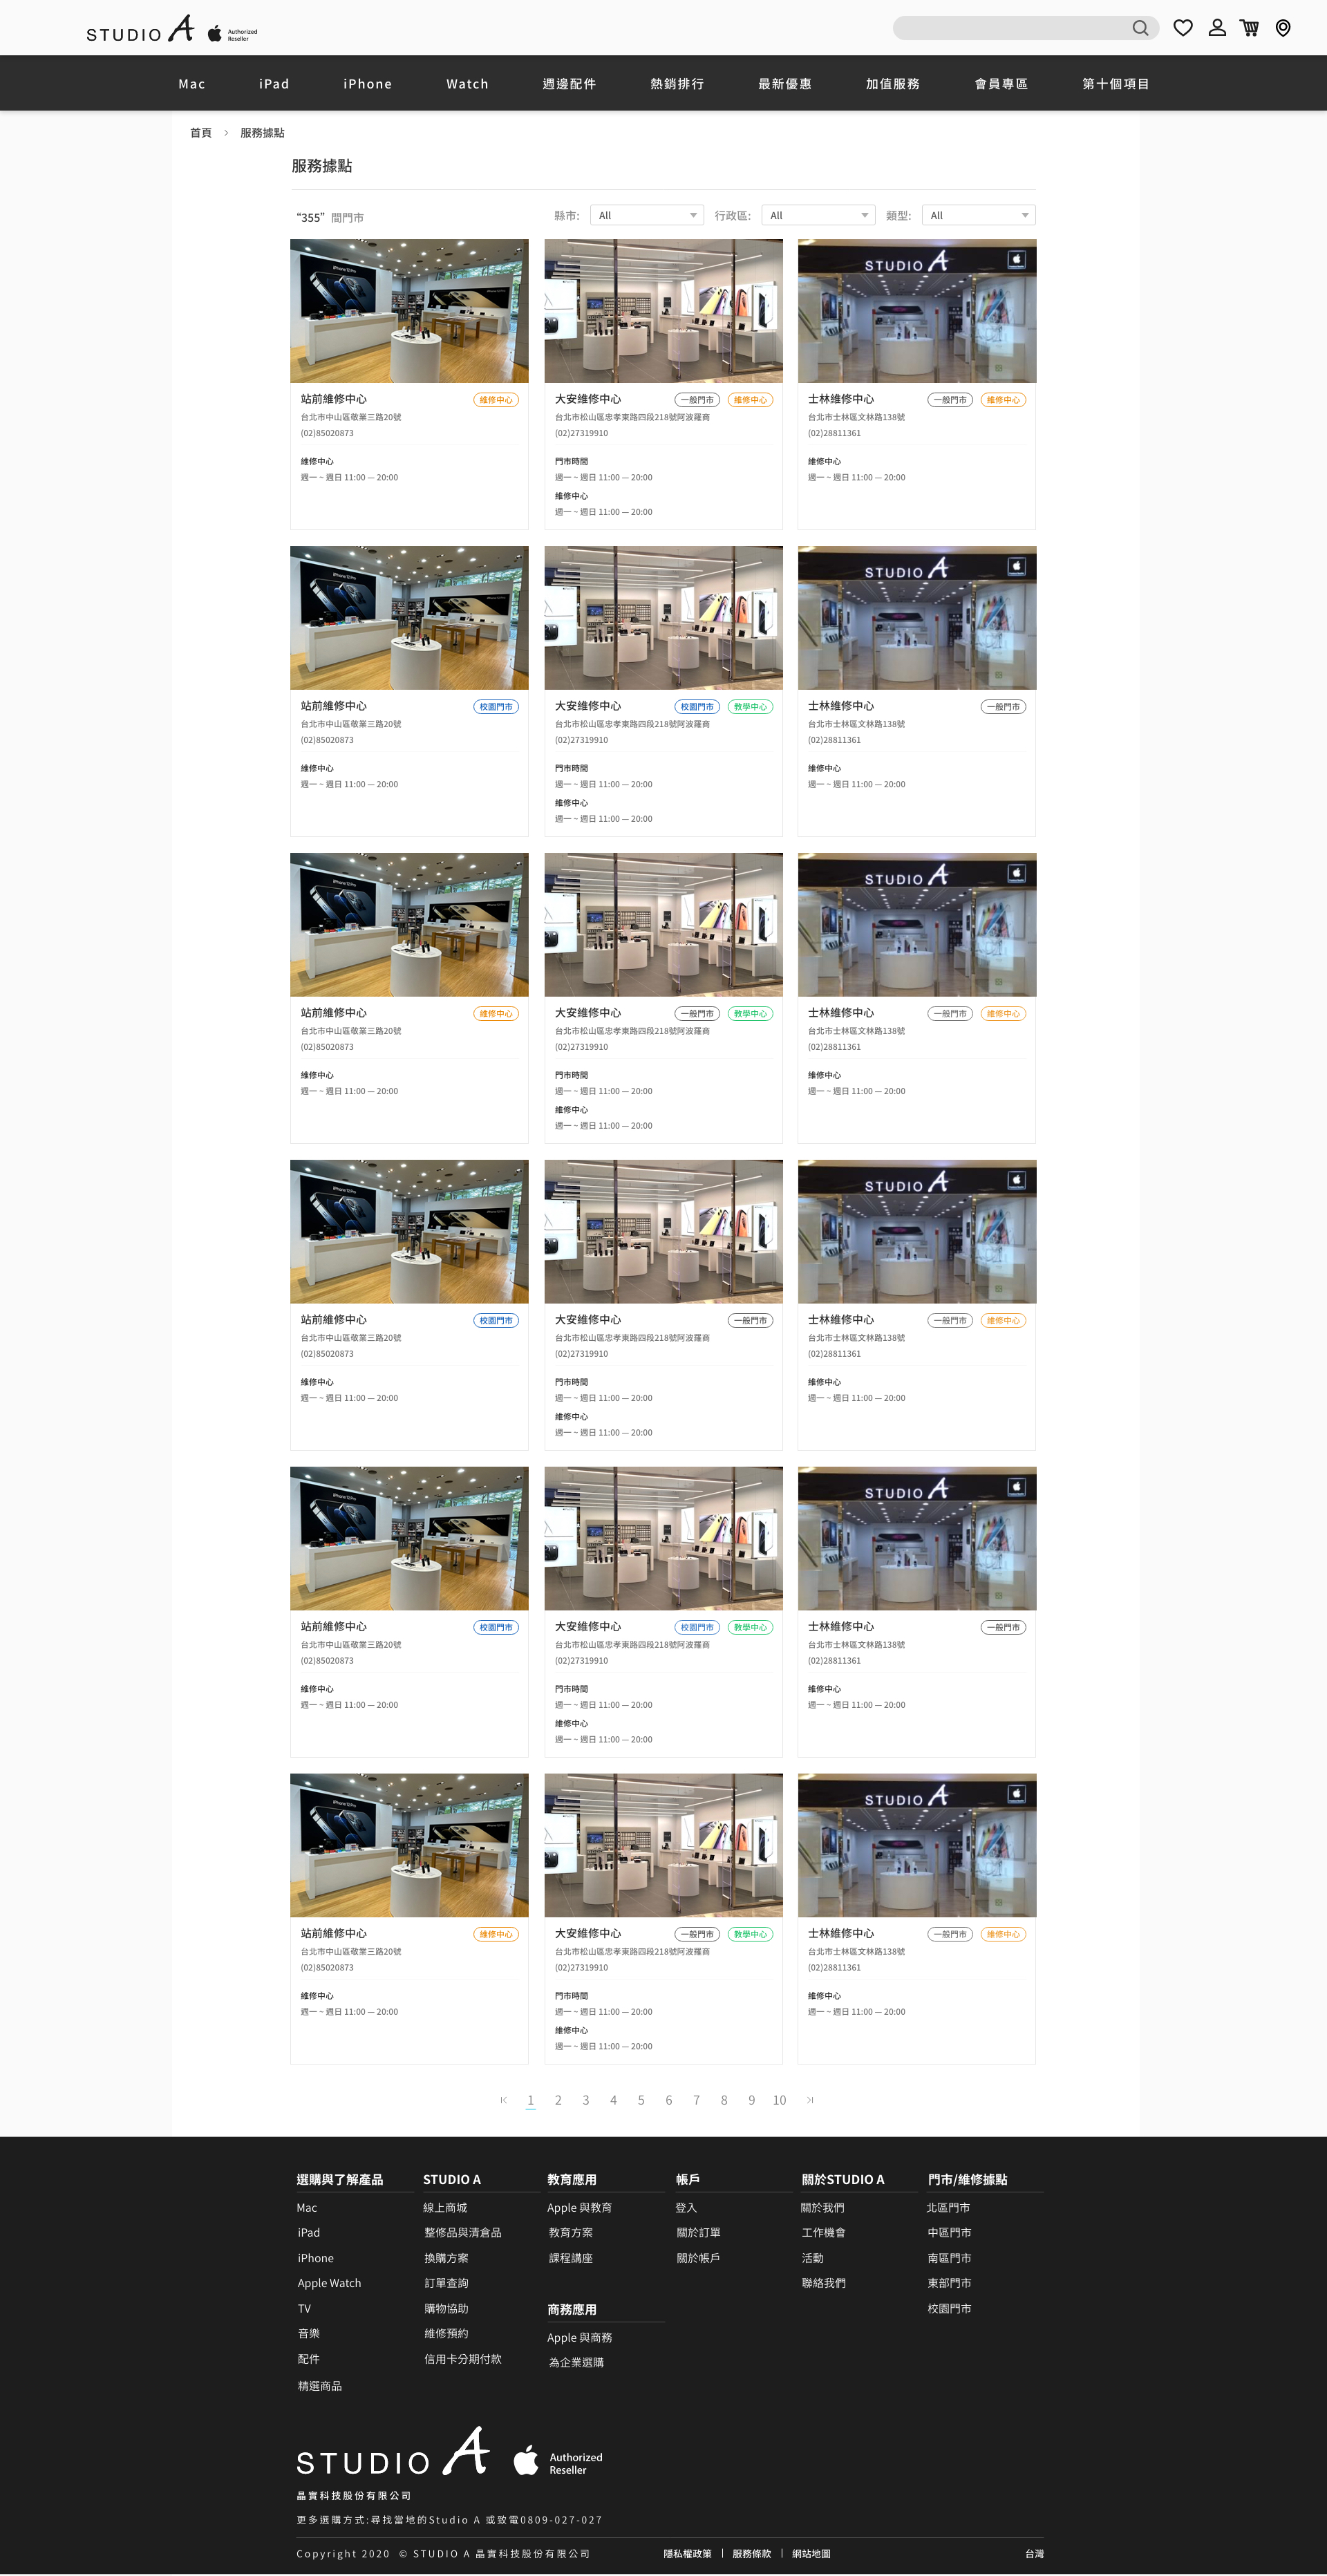 STUDIO A Authorized Reseller
Mac iPad iPhone Watch 週邊配件 熱銷排行 最新優惠 加值服務 會員專區 第十個項目
首頁 > 服務據點
服務據點
“355” 間門市 縣市: All 行政區: All 類型: All
iPhone 12 Pro
STUDIO A
站前維修中心 維修中心
台北市中山區敬業三路20號
(02)85020873
維修中心
週一 ~ 週日 11:00 — 20:00
大安維修中心 一般門市 維修中心
台北市松山區忠孝東路四段218號阿波羅商
(02)27319910
門市時間
週一 ~ 週日 11:00 — 20:00
維修中心
週一 ~ 週日 11:00 — 20:00
士林維修中心 一般門市 維修中心
台北市士林區文林路138號
(02)28811361
維修中心
週一 ~ 週日 11:00 — 20:00
iPhone 12 Pro
STUDIO A
站前維修中心 校園門市
台北市中山區敬業三路20號
(02)85020873
維修中心
週一 ~ 週日 11:00 — 20:00
大安維修中心 校園門市 教學中心
台北市松山區忠孝東路四段218號阿波羅商
(02)27319910
門市時間
週一 ~ 週日 11:00 — 20:00
維修中心
週一 ~ 週日 11:00 — 20:00
士林維修中心 一般門市
台北市士林區文林路138號
(02)28811361
維修中心
週一 ~ 週日 11:00 — 20:00
iPhone 12 Pro
STUDIO A
站前維修中心 維修中心
台北市中山區敬業三路20號
(02)85020873
維修中心
週一 ~ 週日 11:00 — 20:00
大安維修中心 一般門市 教學中心
台北市松山區忠孝東路四段218號阿波羅商
(02)27319910
門市時間
週一 ~ 週日 11:00 — 20:00
維修中心
週一 ~ 週日 11:00 — 20:00
士林維修中心 一般門市 維修中心
台北市士林區文林路138號
(02)28811361
維修中心
週一 ~ 週日 11:00 — 20:00
iPhone 12 Pro
STUDIO A
站前維修中心 校園門市
台北市中山區敬業三路20號
(02)85020873
維修中心
週一 ~ 週日 11:00 — 20:00
大安維修中心 一般門市
台北市松山區忠孝東路四段218號阿波羅商
(02)27319910
門市時間
週一 ~ 週日 11:00 — 20:00
維修中心
週一 ~ 週日 11:00 — 20:00
士林維修中心 一般門市 維修中心
台北市士林區文林路138號
(02)28811361
維修中心
週一 ~ 週日 11:00 — 20:00
iPhone 12 Pro
STUDIO A
站前維修中心 校園門市
台北市中山區敬業三路20號
(02)85020873
維修中心
週一 ~ 週日 11:00 — 20:00
大安維修中心 校園門市 教學中心
台北市松山區忠孝東路四段218號阿波羅商
(02)27319910
門市時間
週一 ~ 週日 11:00 — 20:00
維修中心
週一 ~ 週日 11:00 — 20:00
士林維修中心 一般門市
台北市士林區文林路138號
(02)28811361
維修中心
週一 ~ 週日 11:00 — 20:00
iPhone 12 Pro
STUDIO A
站前維修中心 維修中心
台北市中山區敬業三路20號
(02)85020873
維修中心
週一 ~ 週日 11:00 — 20:00
大安維修中心 一般門市 教學中心
台北市松山區忠孝東路四段218號阿波羅商
(02)27319910
門市時間
週一 ~ 週日 11:00 — 20:00
維修中心
週一 ~ 週日 11:00 — 20:00
士林維修中心 一般門市 維修中心
台北市士林區文林路138號
(02)28811361
維修中心
週一 ~ 週日 11:00 — 20:00
1 2 3 4 5 6 7 8 9 10
選購與了解產品
Mac
iPad
iPhone
Apple Watch
TV
音樂
配件
精選商品
STUDIO A
線上商城
整修品與清倉品
換購方案
訂單查詢
購物協助
維修預約
信用卡分期付款
教育應用
Apple 與教育
教育方案
課程講座
商務應用
Apple 與商務
為企業選購
帳戶
登入
關於訂單
關於帳戶
關於STUDIO A
關於我們
工作機會
活動
聯絡我們
門市/維修據點
北區門市
中區門市
南區門市
東部門市
校園門市
STUDIO A Authorized Reseller
晶實科技股份有限公司
更多選購方式:尋找當地的Studio A 或致電0809-027-027
Copyright 2020 © STUDIO A 晶實科技股份有限公司 隱私權政策 | 服務條款 | 網站地圖 台灣